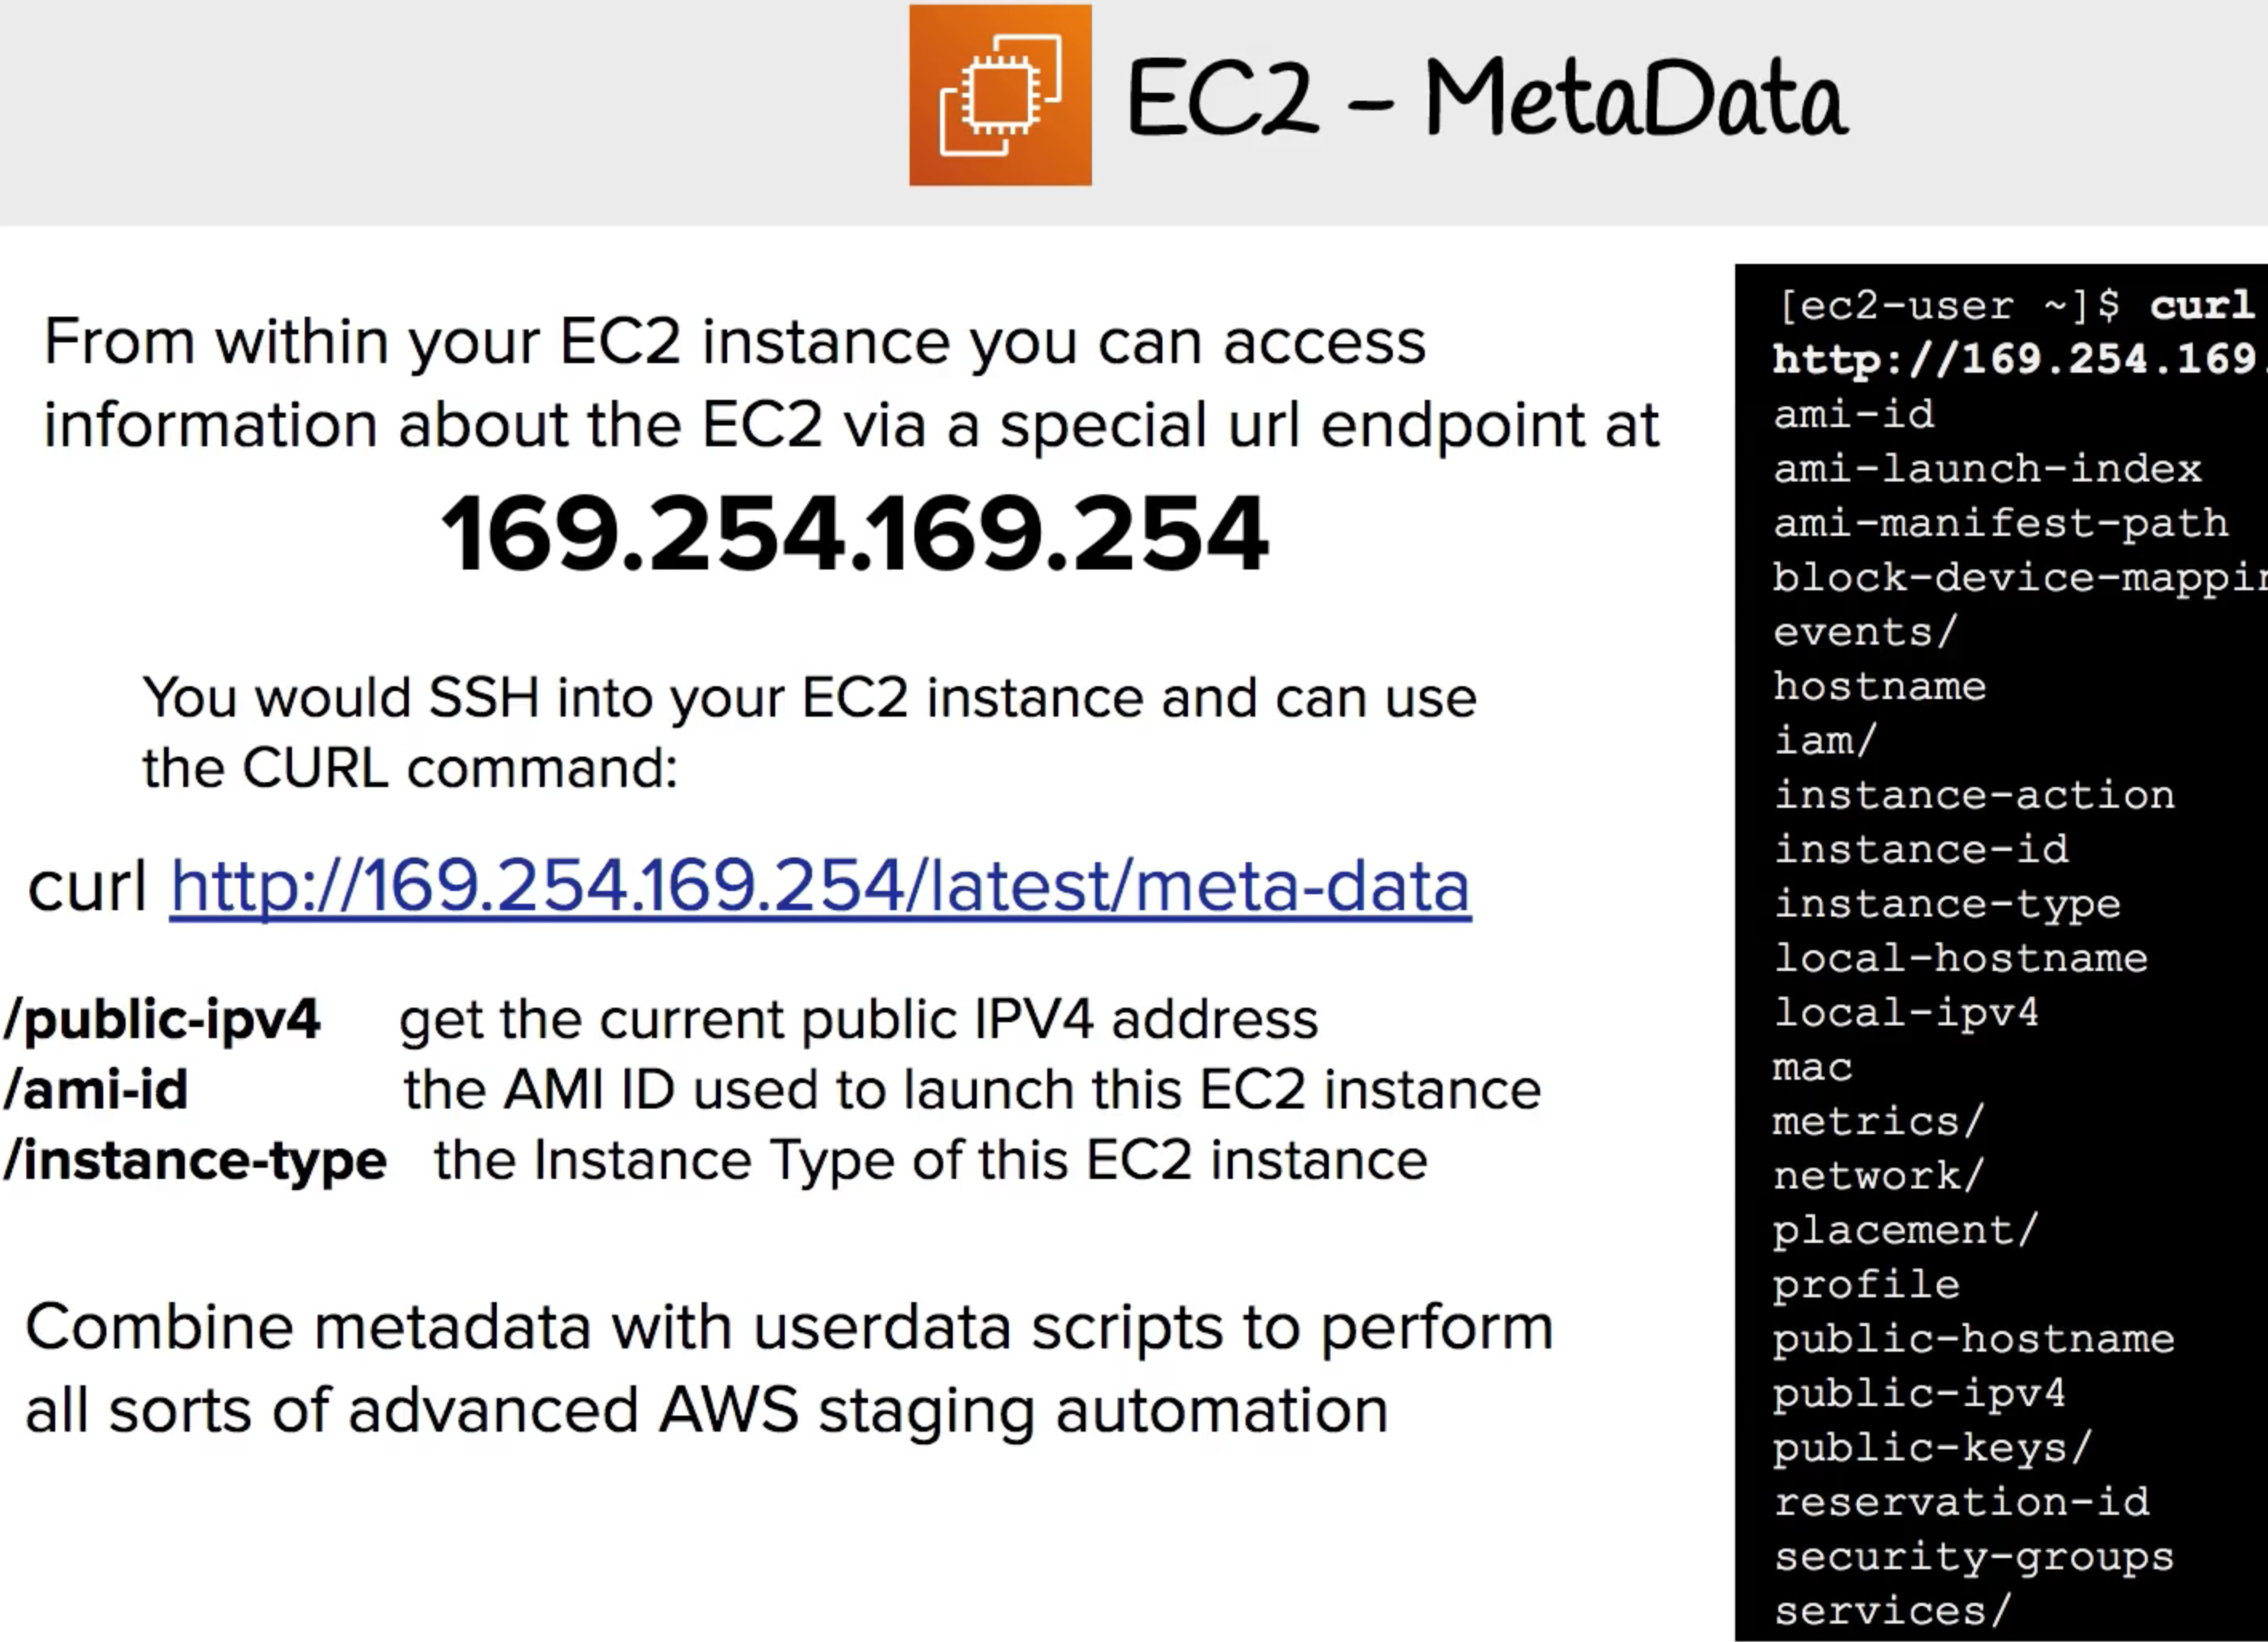 EC2 - MetaData
From within your EC2 instance you can access
information about the EC2 via a special url endpoint at
169.254.169.254
You would SSH into your EC2 instance and can use
the CURL command:
curl http://169.254.169.254/latest/meta-data
/public-ipv4 get the current public IPV4 address
/ami-id the AMI ID used to launch this EC2 instance
/instance-type the Instance Type of this EC2 instance
Combine metadata with userdata scripts to perform
all sorts of advanced AWS staging automation
[ec2-user ~]$ curl
http://169.254.169.
ami-id
ami-launch-index
ami-manifest-path
block-device-mappin
events/
hostname
iam/
instance-action
instance-id
instance-type
local-hostname
local-ipv4
mac
metrics/
network/
placement/
profile
public-hostname
public-ipv4
public-keys/
reservation-id
security-groups
services/